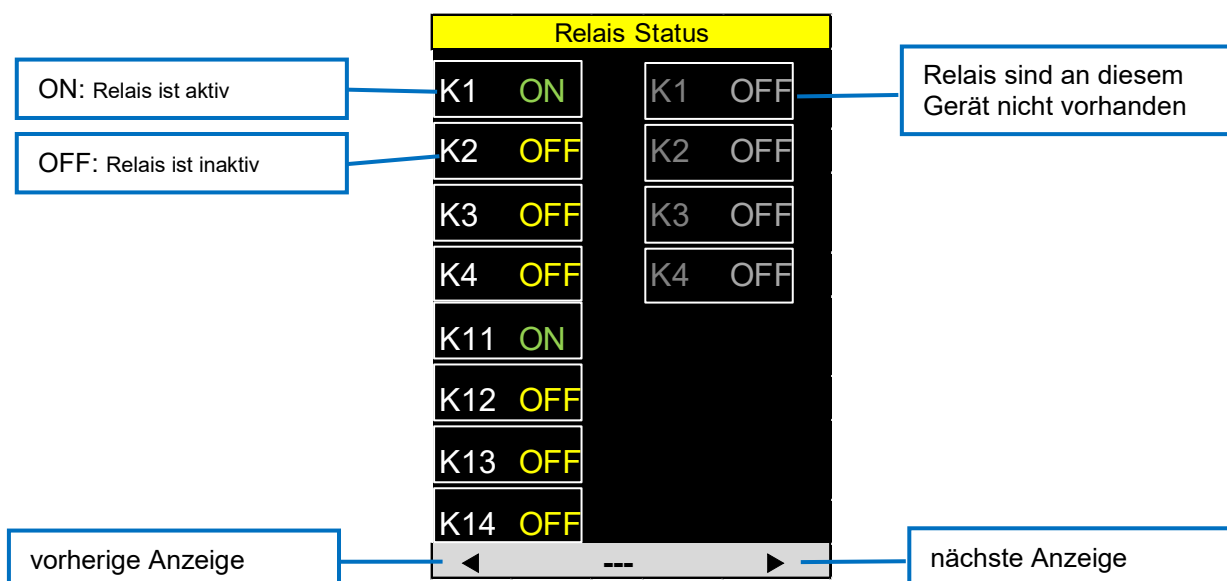 Relais Status
ON: Relais ist aktiv
OFF: Relais ist inaktiv
K1 ON
K2 OFF
K3 OFF
K4 OFF
K11 ON
K12 OFF
K13 OFF
K14 OFF
K1 OFF
K2 OFF
K3 OFF
K4 OFF
Relais sind an diesem
Gerät nicht vorhanden
vorherige Anzeige
◄ --- ►
nächste Anzeige